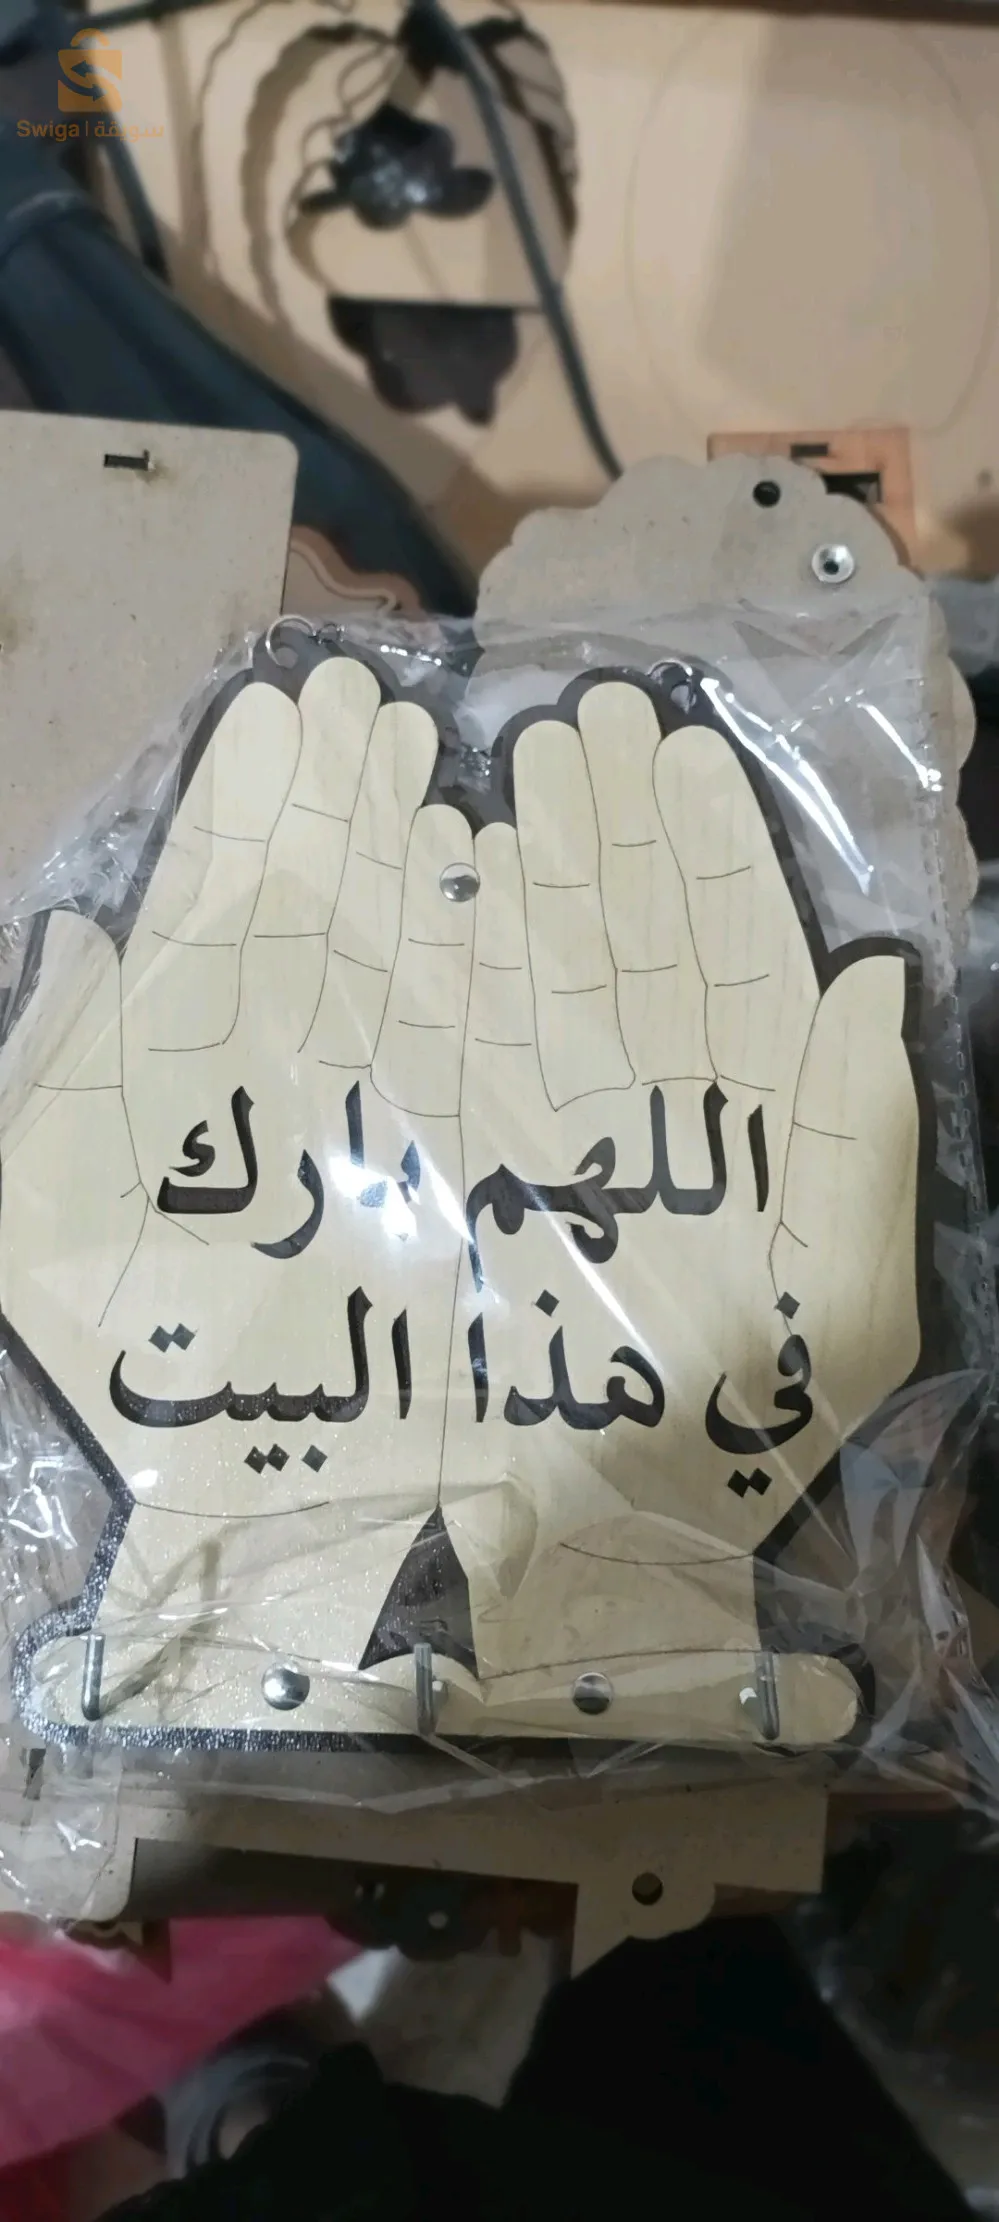 Swiga | سويقة
اللهم بارك
في هذا البيت